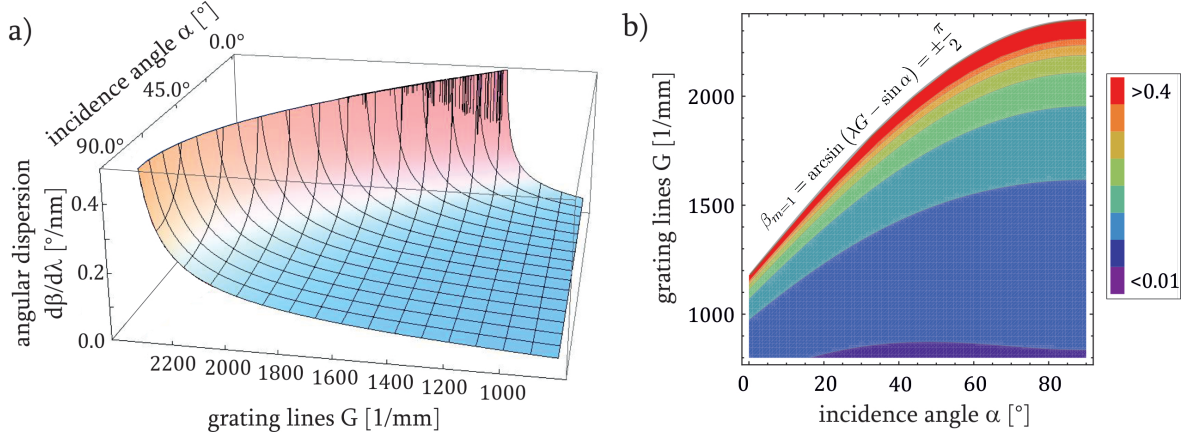 a)
incidence angle α [°]
0.0°
45.0°
90.0°
angular dispersion
dβ/dλ [°/nm]
0.4
0.2
0.0
2200 2000 1800 1600 1400 1200 1000
grating lines G [1/mm]
b)
grating lines G [1/mm]
2000
1500
1000
β_{m=1} = arcsin (λG − sin α) = ±π/2
0 20 40 60 80
incidence angle α [°]
>0.4
<0.01